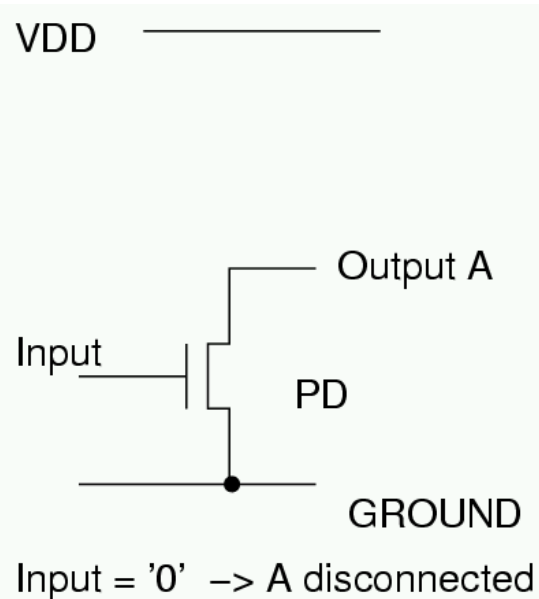 VDD
Output A
Input
PD
GROUND
Input = '0' –> A disconnected